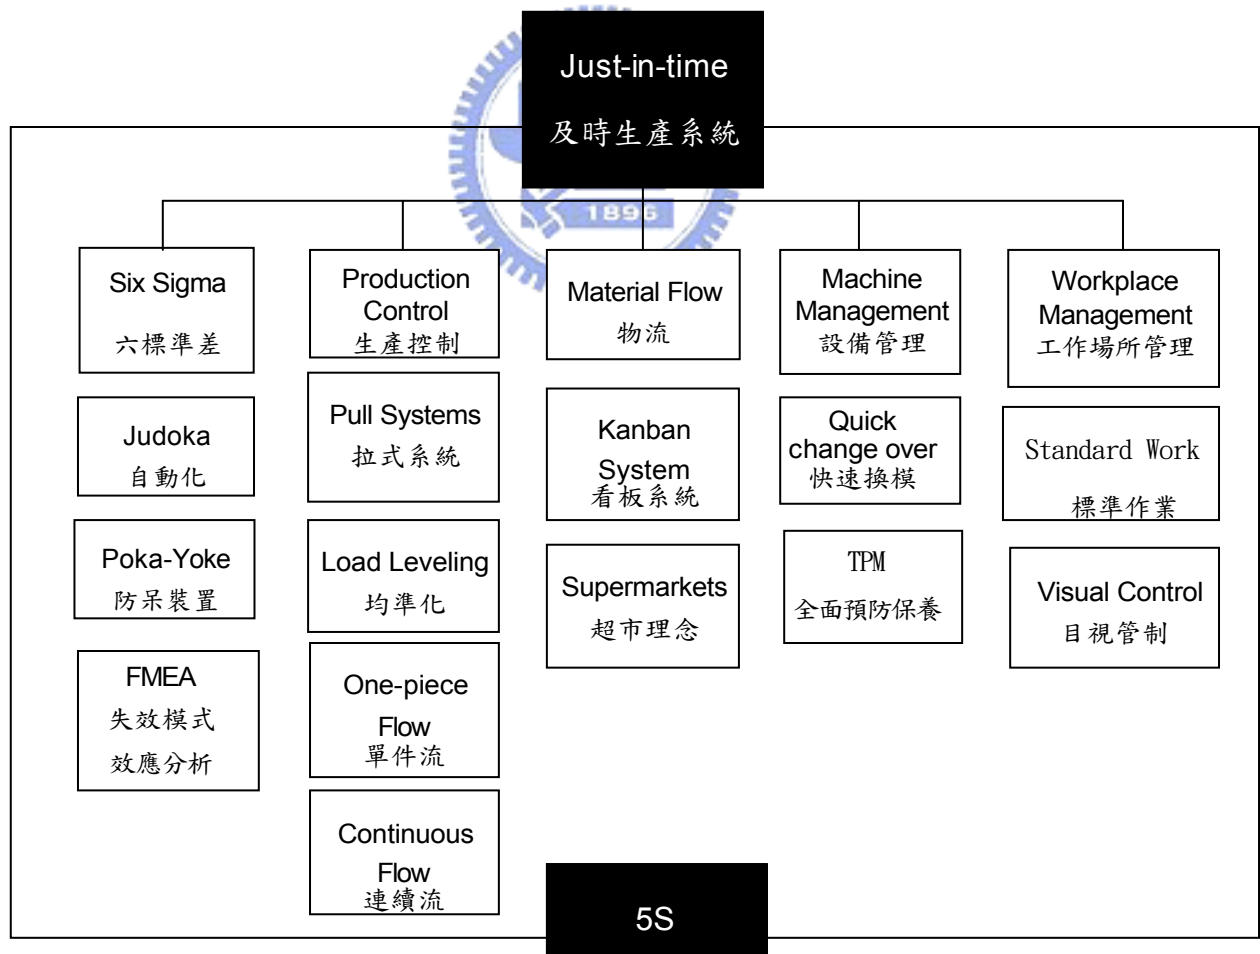 Just-in-time
及時生產系統
1896
Six Sigma
六標準差
Judoka
自動化
Poka-Yoke
防呆裝置
FMEA
失效模式
效應分析
Production
Control
生產控制
Pull Systems
拉式系統
Load Leveling
均準化
One-piece
Flow
單件流
Continuous
Flow
連續流
Material Flow
物流
Kanban
System
看板系統
Supermarkets
超市理念
Machine
Management
設備管理
Quick
change over
快速換模
TPM
全面預防保養
Workplace
Management
工作場所管理
Standard Work
標準作業
Visual Control
目視管制
5S